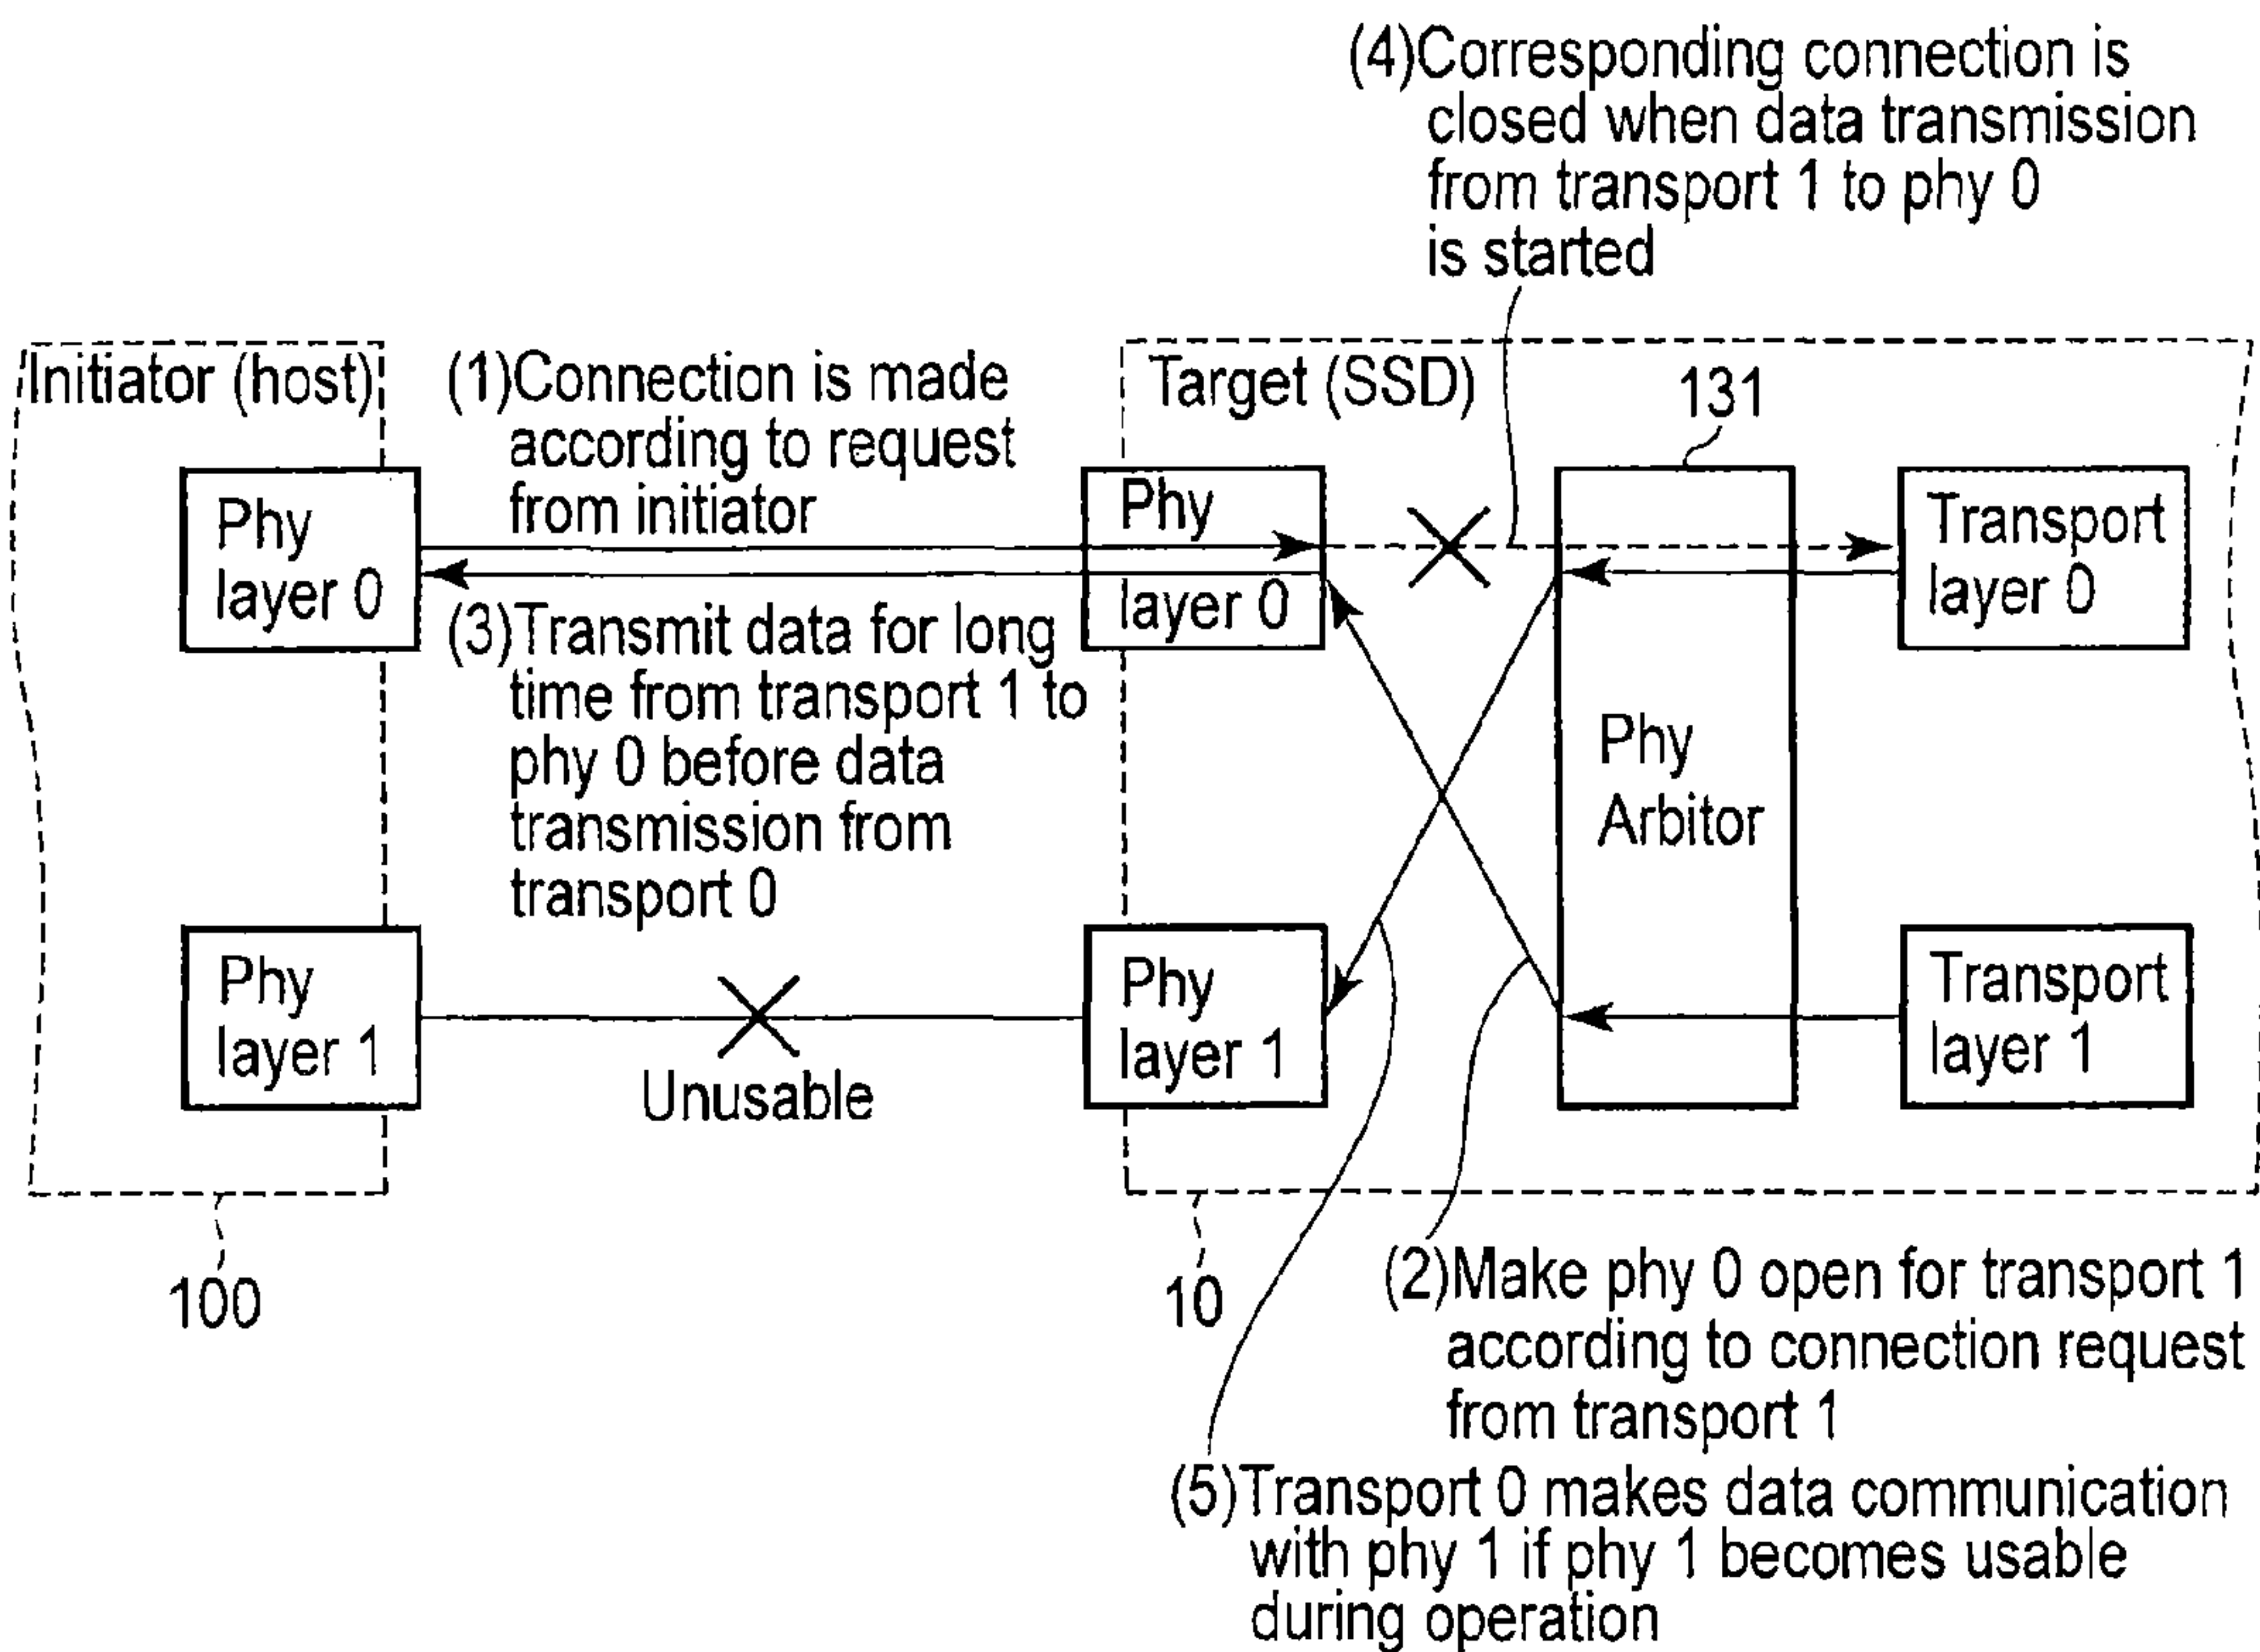 (4)Corresponding connection is
closed when data transmission
from transport 1 to phy 0
is started
Initiator (host)
(1)Connection is made
according to request
from initiator
Target (SSD)
131
Phy
layer 0
Phy
layer 0
Transport
layer 0
(3)Transmit data for long
time from transport 1 to
phy 0 before data
transmission from
transport 0
Phy
Arbitor
Phy
layer 1
Unusable
Phy
layer 1
Transport
layer 1
100
10
(2)Make phy 0 open for transport 1
according to connection request
from transport 1
(5)Transport 0 makes data communication
with phy 1 if phy 1 becomes usable
during operation